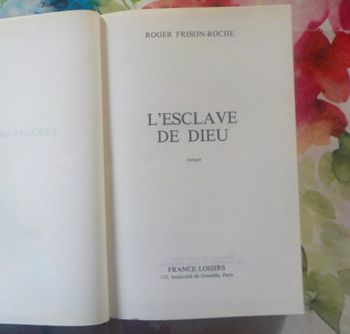 ROGER FRISON-ROCHE
L'ESCLAVE
DE DIEU
roman
FRANCE LOISIRS
123, boulevard de Grenelle, Paris